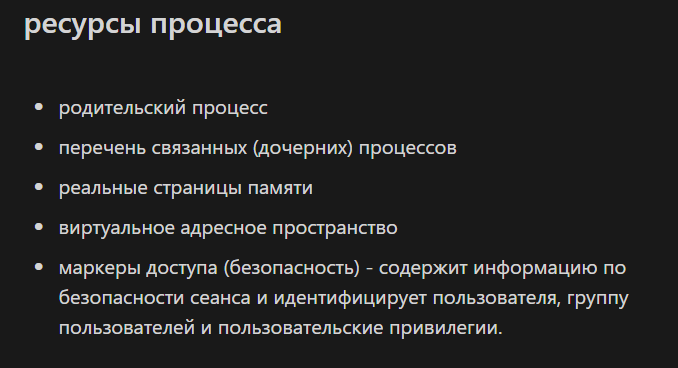 ресурсы процесса
• родительский процесс
• перечень связанных (дочерних) процессов
• реальные страницы памяти
• виртуальное адресное пространство
• маркеры доступа (безопасность) - содержит информацию по
безопасности сеанса и идентифицирует пользователя, группу
пользователей и пользовательские привилегии.